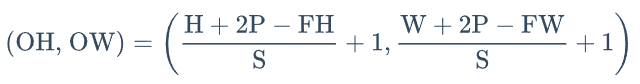 (OH, OW) = ( (H + 2P − FH)/S + 1, (W + 2P − FW)/S + 1 )